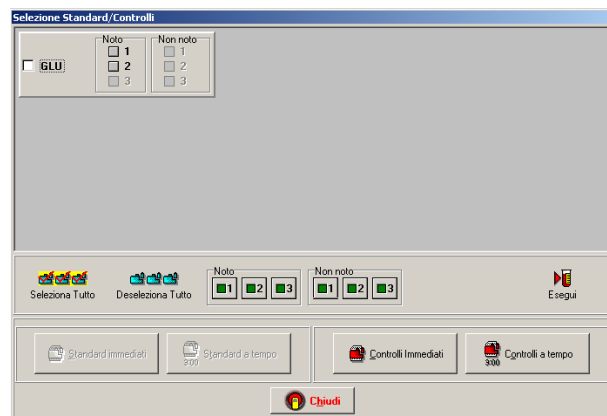 Selezione Standard/Controlli
Noto
Non noto
GLU
1
1
2
2
3
3
Seleziona Tutto
Deseleziona Tutto
Noto
1 2 3
Non noto
1 2 3
Esegui
Standard immediati
3:00
Standard a tempo
Controlli Immediati
3:00
Controlli a tempo
Chiudi